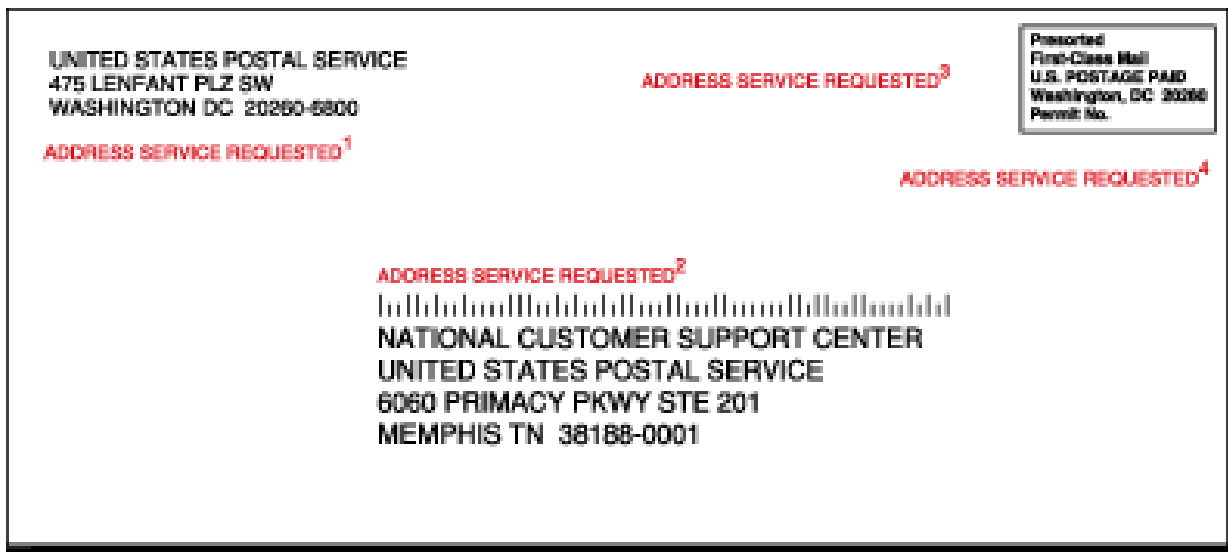 UNITED STATES POSTAL SERVICE
475 LENFANT PLZ SW
WASHINGTON DC 20260-6800
ADDRESS SERVICE REQUESTED1
ADDRESS SERVICE REQUESTED3
Presorted
First-Class Mail
U.S. POSTAGE PAID
Washington, DC 20260
Permit No.
ADDRESS SERVICE REQUESTED4
ADDRESS SERVICE REQUESTED2
NATIONAL CUSTOMER SUPPORT CENTER
UNITED STATES POSTAL SERVICE
6060 PRIMACY PKWY STE 201
MEMPHIS TN 38188-0001